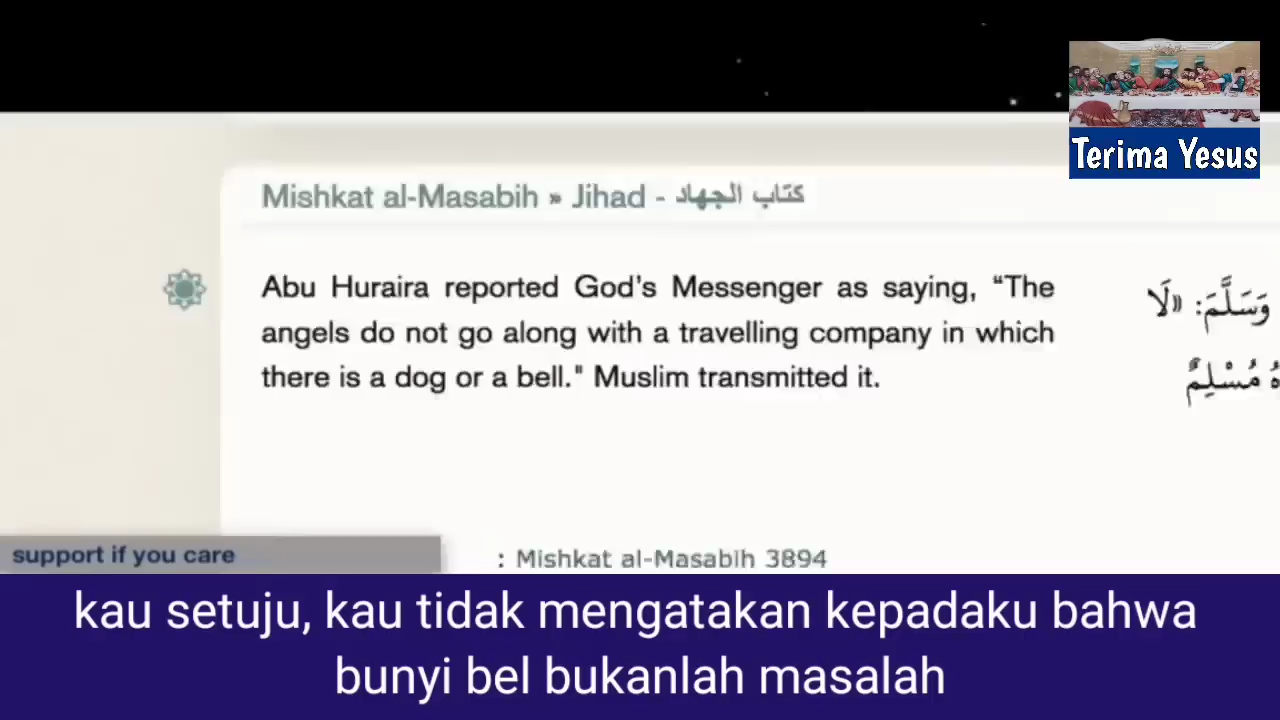 Terima Yesus
Mishkat al-Masabih » Jihad - كتاب الجهاد
Abu Huraira reported God's Messenger as saying, “The
angels do not go along with a travelling company in which
there is a dog or a bell." Muslim transmitted it.
وَسَلَّمَ: «لَا
مُسْلِمٌ
support if you care
: Mishkat al-Masabih 3894
kau setuju, kau tidak mengatakan kepadaku bahwa
bunyi bel bukanlah masalah